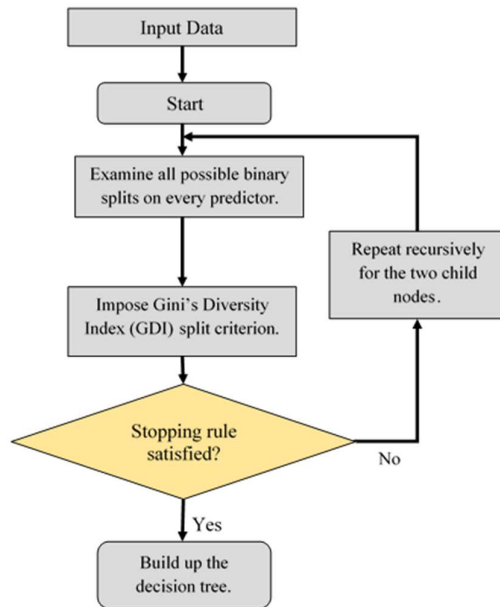 Input Data
Start
Examine all possible binary
splits on every predictor.
Repeat recursively
for the two child
nodes.
Impose Gini's Diversity
Index (GDI) split criterion.
Stopping rule
satisfied?
No
Yes
Build up the
decision tree.